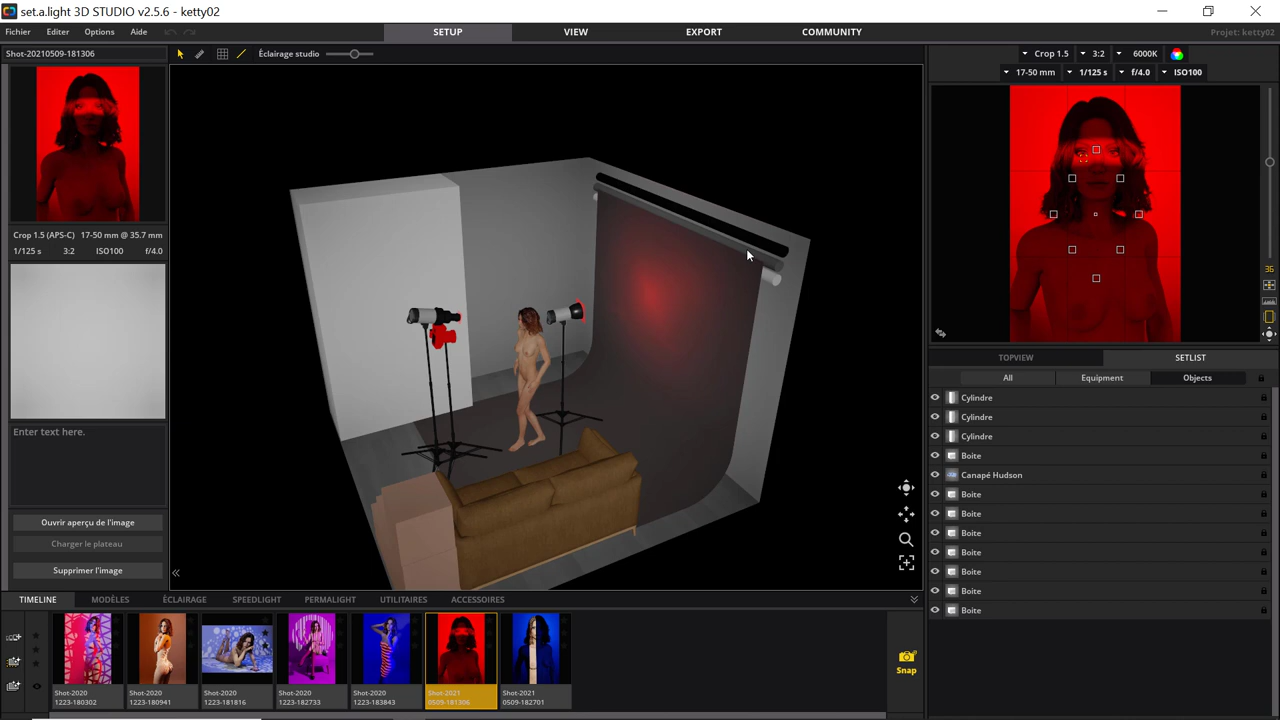 set.a.light 3D STUDIO v2.5.6 - ketty02
Fichier Editer Options Aide
SETUP VIEW EXPORT COMMUNITY
Projet: ketty02
Shot-20210509-181306
Éclairage studio
Crop 1.5 3:2 6000K
17-50 mm 1/125 s f/4.0 ISO100
Crop 1.5 (APS-C) 17-50 mm @ 35.7 mm
1/125 s 3:2 ISO100 f/4.0
36
TOPVIEW SETLIST
All Equipment Objects
Cylindre
Cylindre
Cylindre
Boite
Canapé Hudson
Boite
Boite
Boite
Boite
Boite
Boite
Boite
Enter text here.
Ouvrir aperçu de l'image
Charger le plateau
Supprimer l'image
TIMELINE MODÈLES ÉCLAIRAGE SPEEDLIGHT PERMALIGHT UTILITAIRES ACCESSOIRES
Shot-2020
1223-180302
Shot-2020
1223-180941
Shot-2020
1223-181816
Shot-2020
1223-182733
Shot-2020
1223-183843
Shot-2021
0509-181306
Shot-2021
0509-182701
Snap